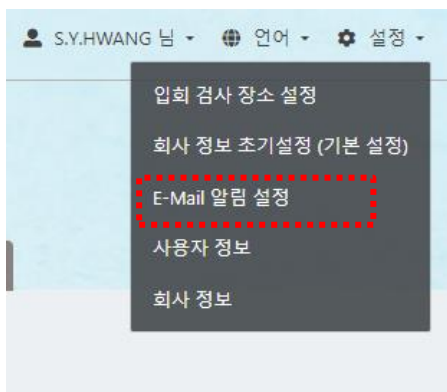 S.Y.HWANG 님 언어 설정
입회 검사 장소 설정
회사 정보 초기설정 (기본 설정)
E-Mail 알림 설정
사용자 정보
회사 정보